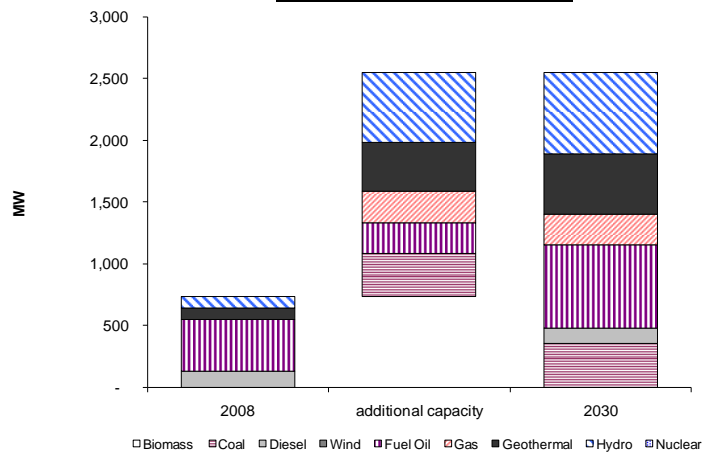 3,000
2,500
2,000
1,500
1,000
500
-
MW
2008 additional capacity 2030
Biomass Coal Diesel Wind Fuel Oil Gas Geothermal Hydro Nuclear